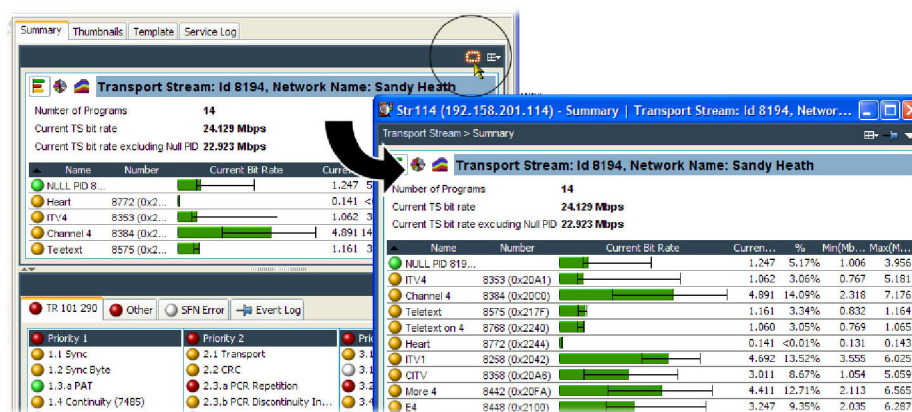 Summary Thumbnails Template Service Log
Transport Stream: Id 8194, Network Name: Sandy Heath
Number of Programs 14
Current TS bit rate 24.129 Mbps
Current TS bit rate excluding Null PID 22.923 Mbps
Name Number Current Bit Rate
NULL PID 8... 1.247
Heart 8772 (0x2... 0.141
ITV4 8353 (0x2... 1.062
Channel 4 8384 (0x2... 4.891 14
Teletext 8575 (0x2... 1.161
TR 101 290 Other SFN Error Event Log
Priority 1 Priority 2
1.1 Sync 2.1 Transport
1.2 Sync Byte 2.2 CRC
1.3.a PAT 2.3.a PCR Repetition
1.4 Continuity (7485) 2.3.b PCR Discontinuity In...
Str114 (192.158.201.114) - Summary | Transport Stream: Id 8194, Networ...
Transport Stream > Summary
Transport Stream: Id 8194, Network Name: Sandy Heath
Number of Programs 14
Current TS bit rate 24.129 Mbps
Current TS bit rate excluding Null PID 22.923 Mbps
Name Number Current Bit Rate Curren... % Min(Mb... Max(M...
NULL PID 819... 1.247 5.17% 1.006 3.956
ITV4 8353 (0x20A1) 1.062 3.06% 0.767 5.181
Channel 4 8384 (0x20C0) 4.891 14.09% 2.318 7.176
Teletext 8575 (0x217F) 1.161 3.34% 0.832 1.164
Teletext on 4 8768 (0x2240) 1.060 3.05% 0.769 1.065
Heart 8772 (0x2244) 0.141 <0.01% 0.131 0.143
ITV1 8258 (0x2042) 4.692 13.52% 3.555 6.025
CITV 8358 (0x20A6) 3.011 8.67% 1.054 5.059
More 4 8442 (0x20FA) 4.411 12.71% 2.113 6.565
E4 8448 (0x2100) 3.247 9.35% 2.035 6.287